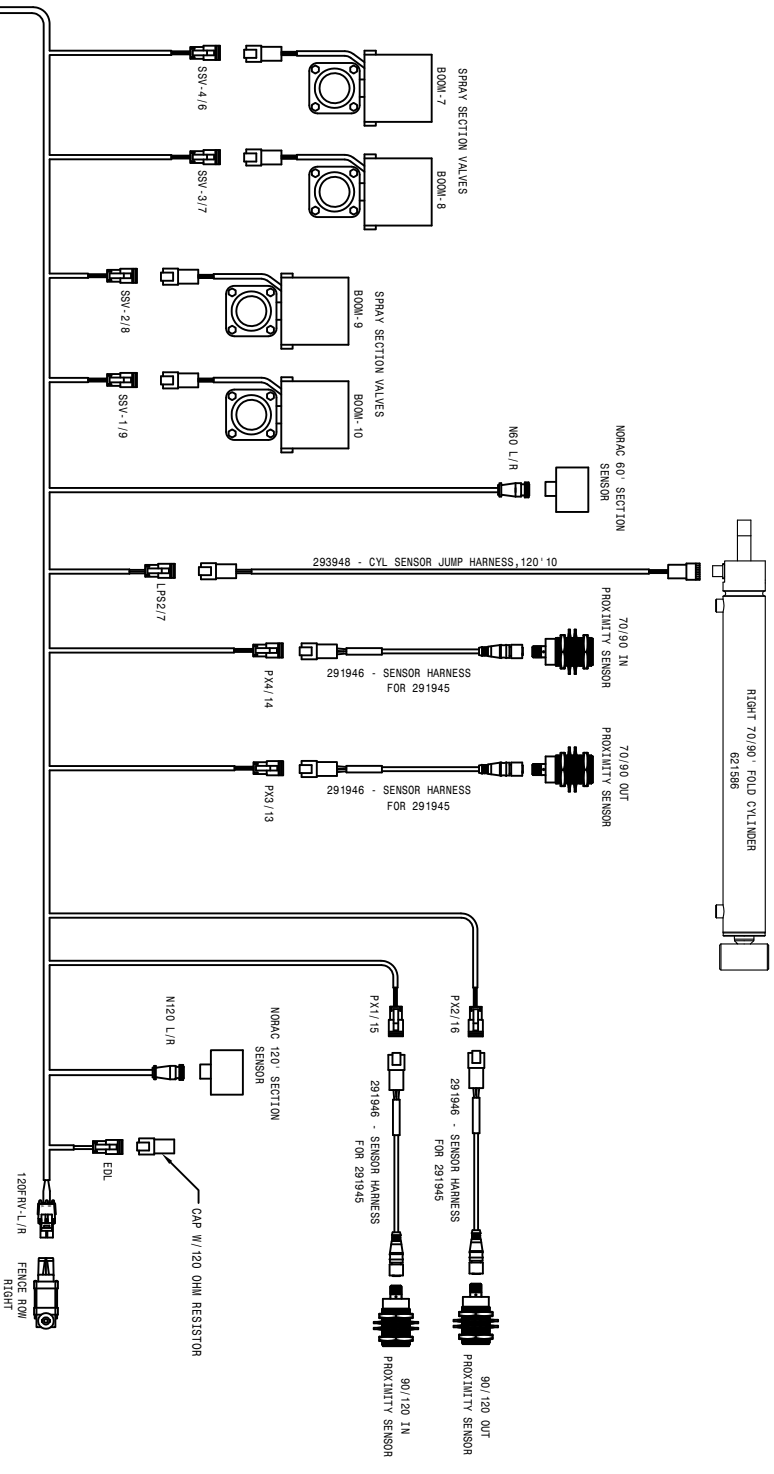 SPRAY SECTION VALVES
BOOM-7
SSV-4/6
BOOM-8
SSV-3/7
SPRAY SECTION VALVES
BOOM-9
SSV-2/8
BOOM-10
SSV-1/9
NORAC 60' SECTION
SENSOR
N60 L/R
RIGHT 70/90' FOLD CYLINDER
621586
293948 - CYL SENSOR JUMP HARNESS,120'10
LPS2/7
70/90 IN
PROXIMITY SENSOR
291946 - SENSOR HARNESS
FOR 291945
PX4/14
70/90 OUT
PROXIMITY SENSOR
291946 - SENSOR HARNESS
FOR 291945
PX3/13
PX2/16
291946 - SENSOR HARNESS
FOR 291945
90/120 OUT
PROXIMITY SENSOR
PX1/15
291946 - SENSOR HARNESS
FOR 291945
90/120 IN
PROXIMITY SENSOR
NORAC 120' SECTION
SENSOR
N120 L/R
CAP W/120 OHM RESISTOR
EDL
120FRV-L/R
FENCE ROW
RIGHT